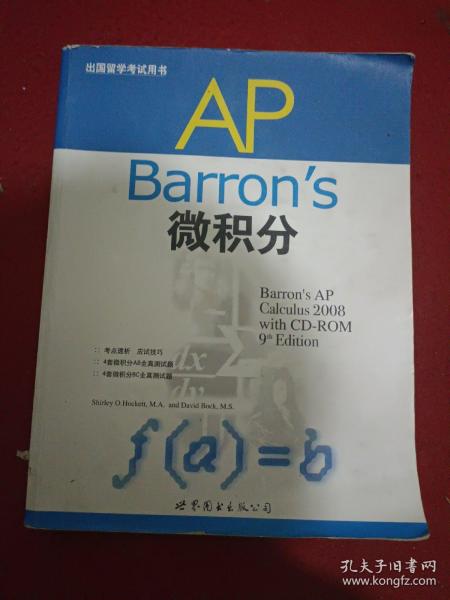 出国留学考试用书
AP
Barron's
微积分
Barron's AP
Calculus 2008
with CD-ROM
9th Edition
:: 考点透析 应试技巧
:: 4套微积分AB全真测试题
:: 4套微积分BC全真测试题
dx
dy
Shirley O.Hockett, M.A. and David Bock, M.S.
f(a)=b
世界图书出版公司
孔夫子旧书网
www.kongfz.com